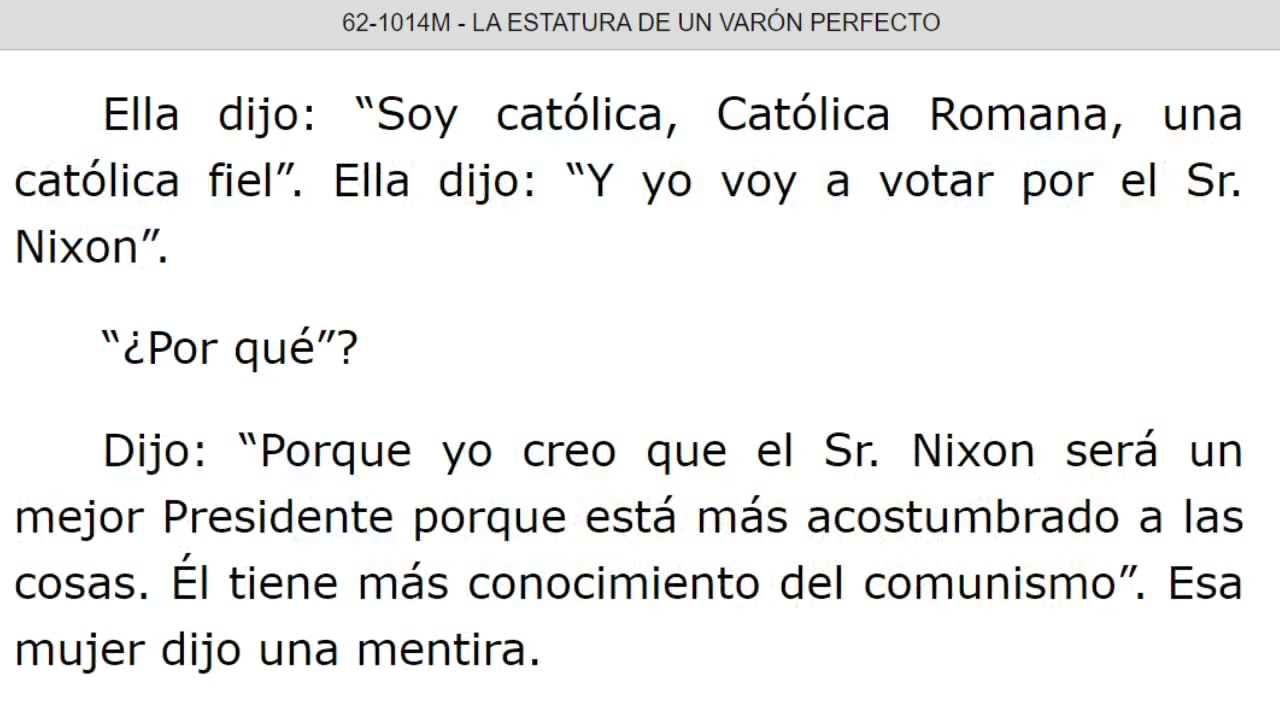 62-1014M - LA ESTATURA DE UN VARÓN PERFECTO
Ella dijo: “Soy católica, Católica Romana, una
católica fiel”. Ella dijo: “Y yo voy a votar por el Sr.
Nixon”.
“¿Por qué”?
Dijo: “Porque yo creo que el Sr. Nixon será un
mejor Presidente porque está más acostumbrado a las
cosas. Él tiene más conocimiento del comunismo”. Esa
mujer dijo una mentira.